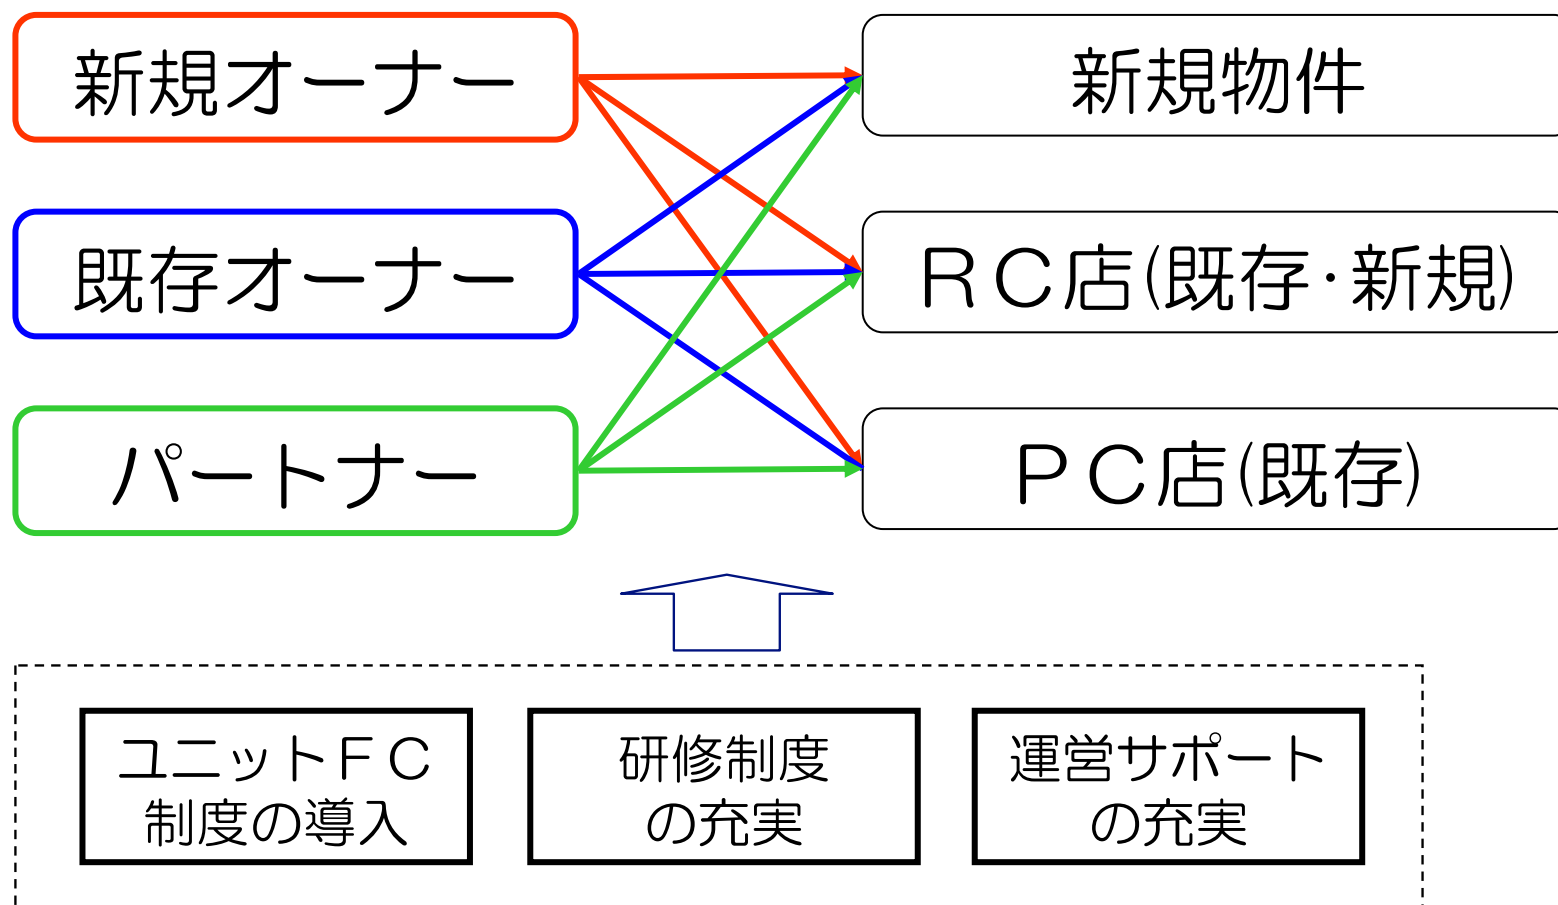 新規オーナー
新規物件
既存オーナー
ＲＣ店(既存・新規)
パートナー
ＰＣ店(既存)
ユニットＦＣ
制度の導入
研修制度
の充実
運営サポート
の充実